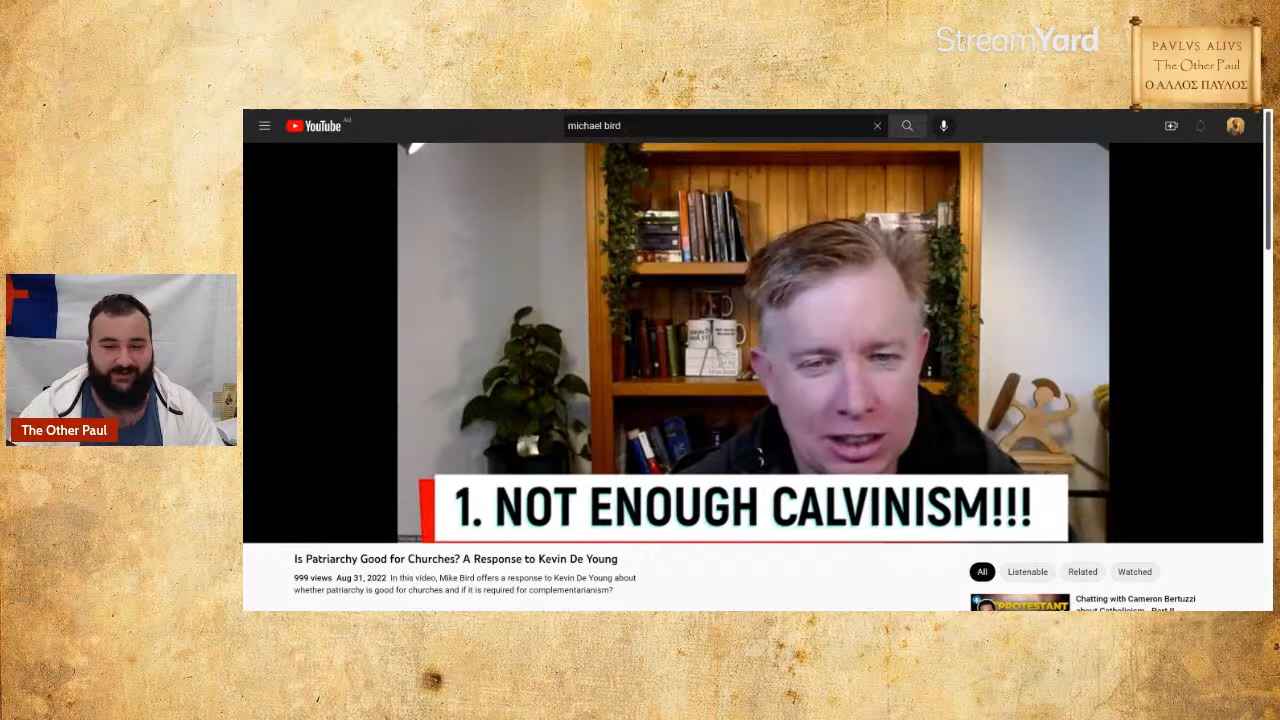 StreamYard
PAVLVS ALIVS
The Other Paul
Ο ΑΛΛΟΣ ΠΑΥΛΟΣ
YouTube AU
michael bird
1. NOT ENOUGH CALVINISM!!!
The Other Paul
Is Patriarchy Good for Churches? A Response to Kevin De Young
999 views Aug 31, 2022 In this video, Mike Bird offers a response to Kevin De Young about
whether patriarchy is good for churches and if it is required for complementarianism?
All Listenable Related Watched
PROTESTANT
Chatting with Cameron Bertuzzi
about Catholicism - Part II